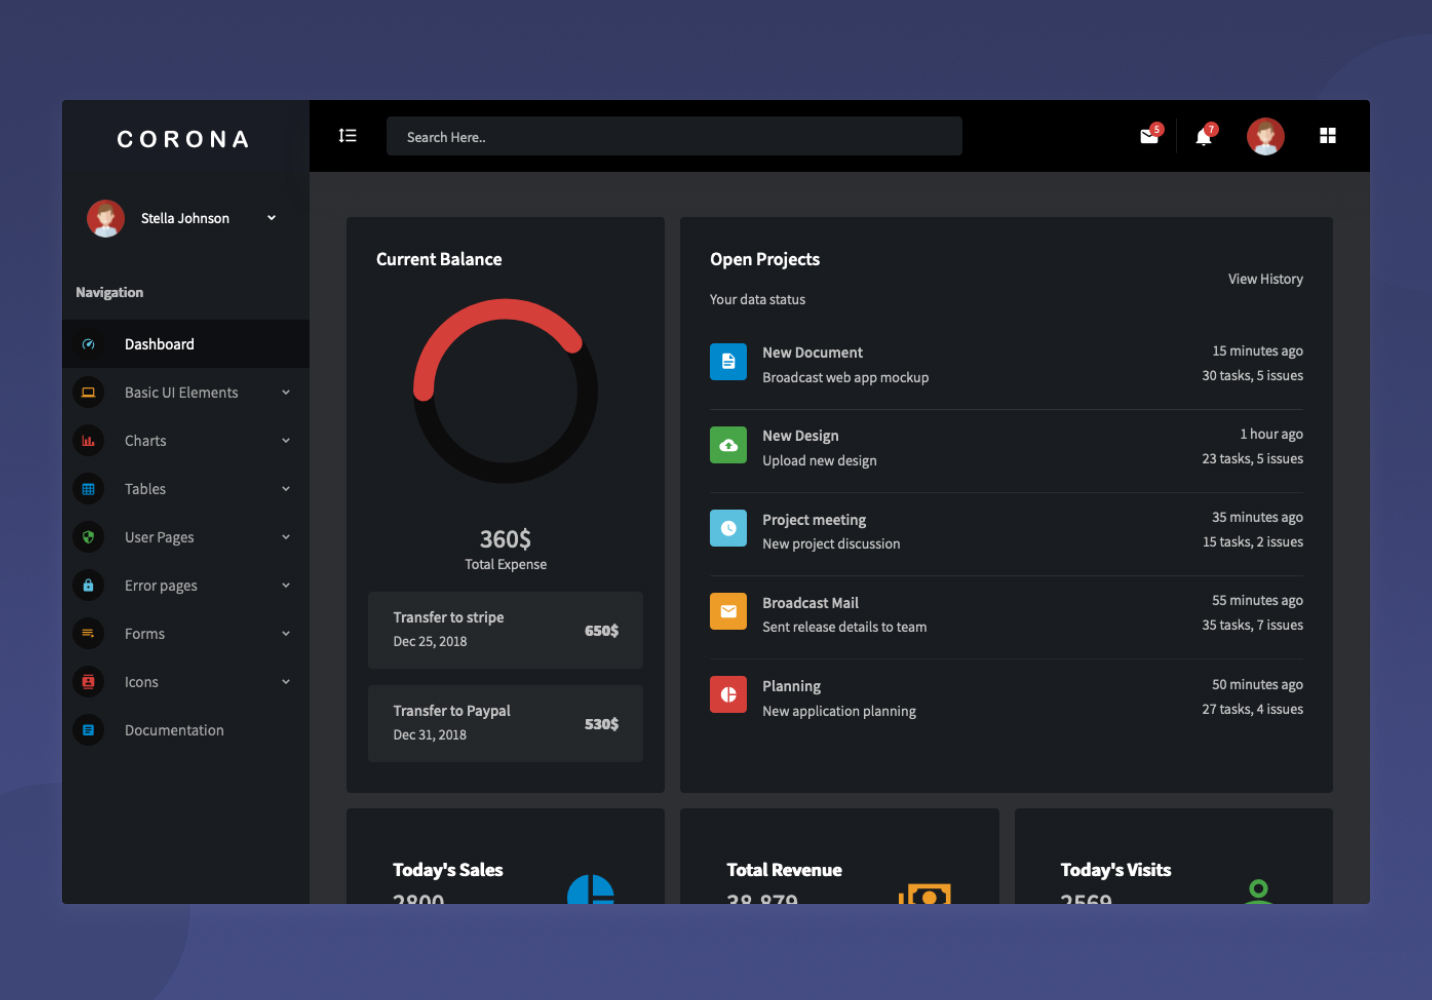 CORONA
Search Here..
5
7
Stella Johnson
Navigation
Dashboard
Basic UI Elements
Charts
Tables
User Pages
Error pages
Forms
Icons
Documentation
Current Balance
360$
Total Expense
Transfer to stripe
Dec 25, 2018
650$
Transfer to Paypal
Dec 31, 2018
530$
Open Projects
View History
Your data status
New Document
15 minutes ago
Broadcast web app mockup
30 tasks, 5 issues
New Design
1 hour ago
Upload new design
23 tasks, 5 issues
Project meeting
35 minutes ago
New project discussion
15 tasks, 2 issues
Broadcast Mail
55 minutes ago
Sent release details to team
35 tasks, 7 issues
Planning
50 minutes ago
New application planning
27 tasks, 4 issues
Today's Sales
2800
Total Revenue
38,879
Today's Visits
2569